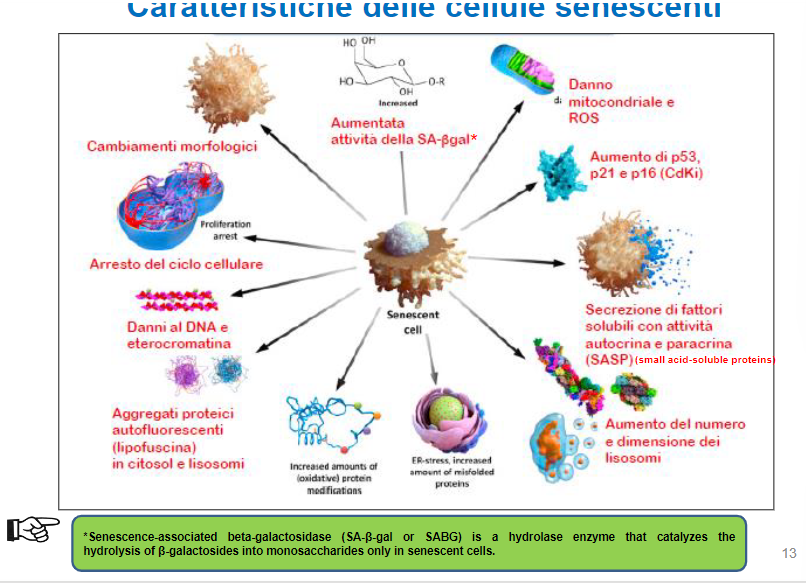 Caratteristiche delle cellule senescenti
HO OH
HO
O
O-R
OH
Increased
Aumentata
attività della SA-βgal*
Danno
mitocondriale e
ROS
Cambiamenti morfologici
Aumento di p53,
p21 e p16 (CdKi)
Proliferation
arrest
Arresto del ciclo cellulare
Senescent
cell
Danni al DNA e
eterocromatina
Secrezione di fattori
solubili con attività
autocrina e paracrina
(SASP) (small acid-soluble proteins)
Aggregati proteici
autofluorescenti
(lipofuscina)
in citosol e lisosomi
Increased amounts of
(oxidative) protein
modifications
ER-stress, increased
amount of misfolded
proteins
Aumento del numero
e dimensione dei
lisosomi
*Senescence-associated beta-galactosidase (SA-β-gal or SABG) is a hydrolase enzyme that catalyzes the
hydrolysis of β-galactosides into monosaccharides only in senescent cells.
13